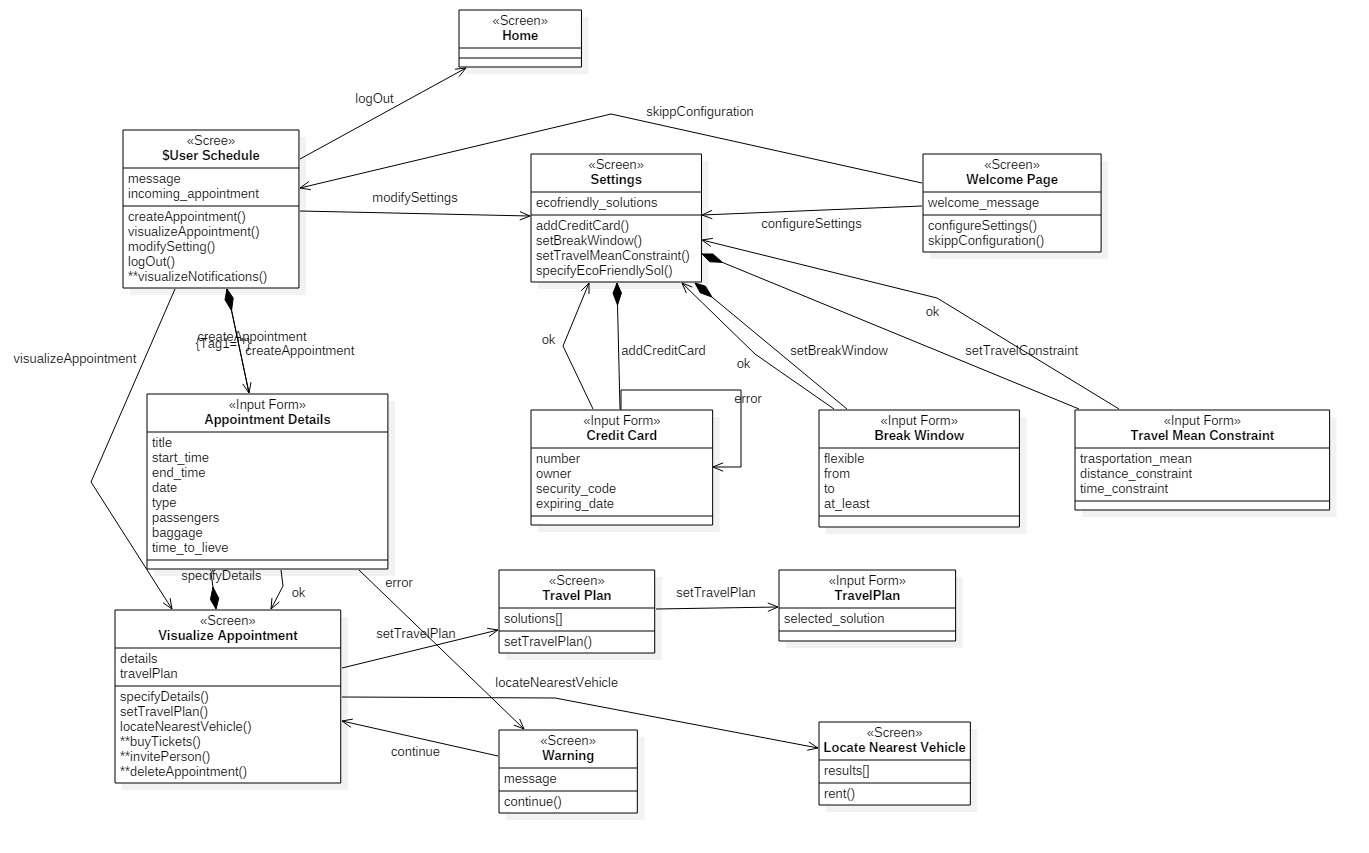 «Screen»
Home
logOut
skippConfiguration
«Scree»
$User Schedule
message
incoming_appointment
createAppointment()
visualizeAppointment()
modifySetting()
logOut()
**visualizeNotifications()
modifySettings
«Screen»
Settings
ecofriendly_solutions
addCreditCard()
setBreakWindow()
setTravelMeanConstraint()
specifyEcoFriendlySol()
configureSettings
«Screen»
Welcome Page
welcome_message
configureSettings()
skippConfiguration()
visualizeAppointment
createAppointment
{Tag1=
createAppointment
ok
addCreditCard
ok
setBreakWindow
ok
setTravelConstraint
error
«Input Form»
Appointment Details
title
start_time
end_time
date
type
passengers
baggage
time_to_lieve
«Input Form»
Credit Card
number
owner
security_code
expiring_date
«Input Form»
Break Window
flexible
from
to
at_least
«Input Form»
Travel Mean Constraint
trasportation_mean
distance_constraint
time_constraint
specifyDetails
ok
error
«Screen»
Visualize Appointment
details
travelPlan
specifyDetails()
setTravelPlan()
locateNearestVehicle()
**buyTickets()
**invitePerson()
**deleteAppointment()
setTravelPlan
«Screen»
Travel Plan
solutions[]
setTravelPlan()
setTravelPlan
«Input Form»
TravelPlan
selected_solution
locateNearestVehicle
continue
«Screen»
Warning
message
continue()
«Screen»
Locate Nearest Vehicle
results[]
rent()